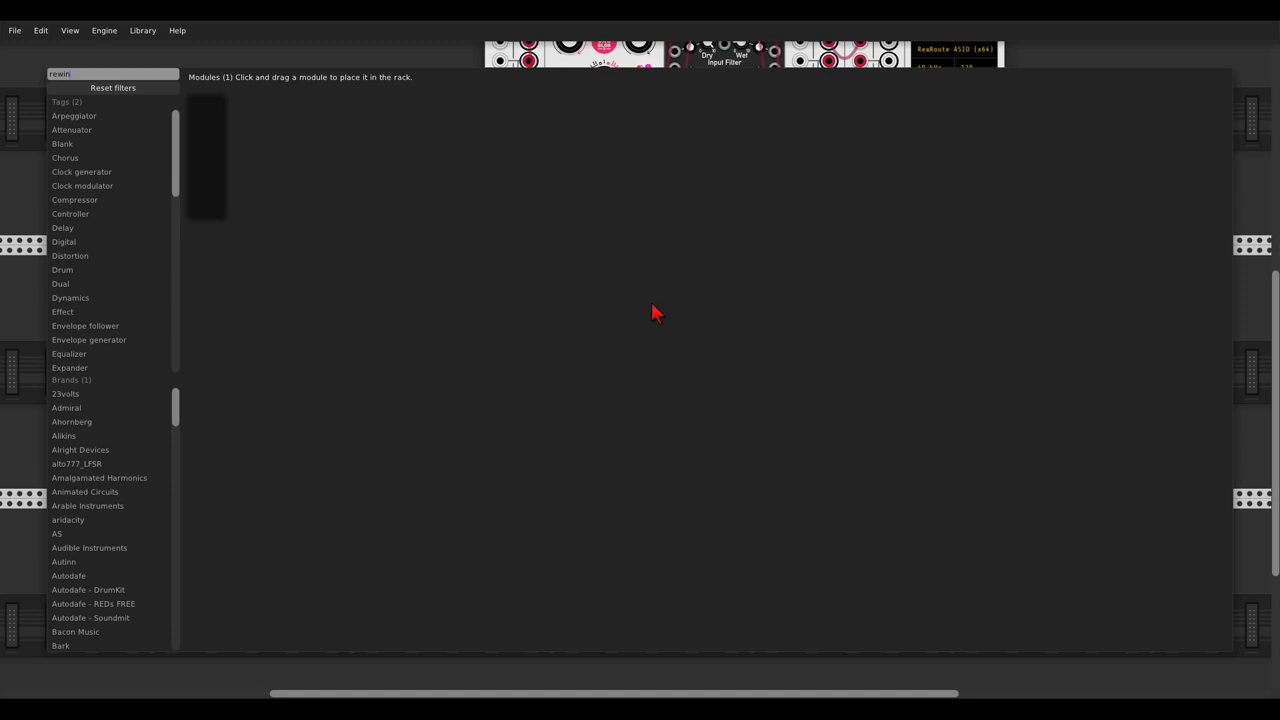 File Edit View Engine Library Help
ReaRoute ASIO (x64)
Dry Wet
Input Filter
rewin
Modules (1) Click and drag a module to place it in the rack.
Reset filters
Tags (2)
Arpeggiator
Attenuator
Blank
Chorus
Clock generator
Clock modulator
Compressor
Controller
Delay
Digital
Distortion
Drum
Dual
Dynamics
Effect
Envelope follower
Envelope generator
Equalizer
Expander
Brands (1)
23volts
Admiral
Ahornberg
Alikins
Alright Devices
alto777_LFSR
Amalgamated Harmonics
Animated Circuits
Arable Instruments
aridacity
AS
Audible Instruments
Autinn
Autodafe
Autodafe - DrumKit
Autodafe - REDs FREE
Autodafe - Soundmit
Bacon Music
Bark